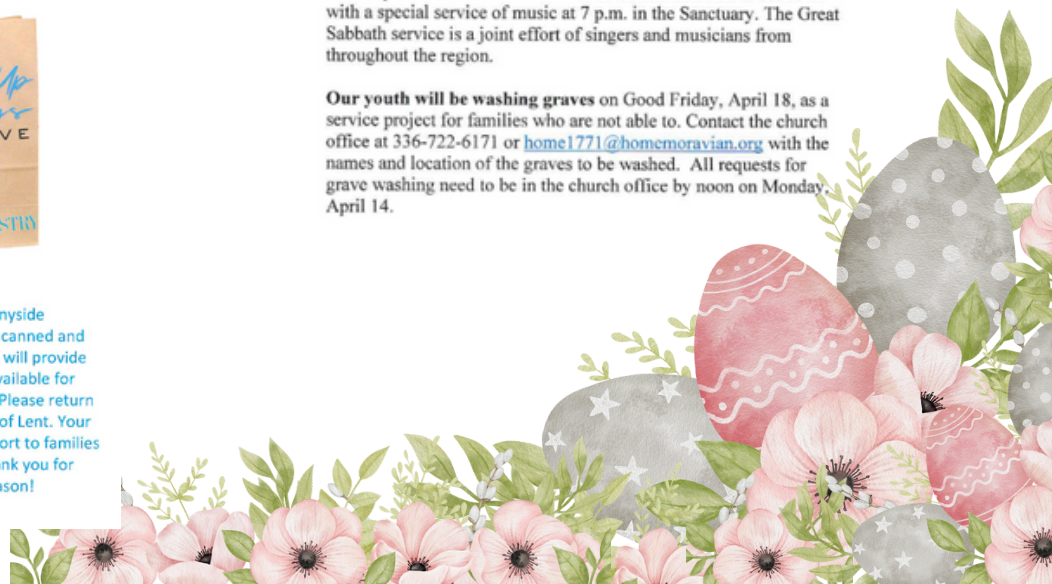 Up
VE
STRY
nyside
canned and
will provide
vailable for
Please return
of Lent. Your
ort to families
nk you for
son!
with a special service of music at 7 p.m. in the Sanctuary. The Great
Sabbath service is a joint effort of singers and musicians from
throughout the region.
Our youth will be washing graves on Good Friday, April 18, as a
service project for families who are not able to. Contact the church
office at 336-722-6171 or home1771@homemoravian.org with the
names and location of the graves to be washed. All requests for
grave washing need to be in the church office by noon on Monday,
April 14.